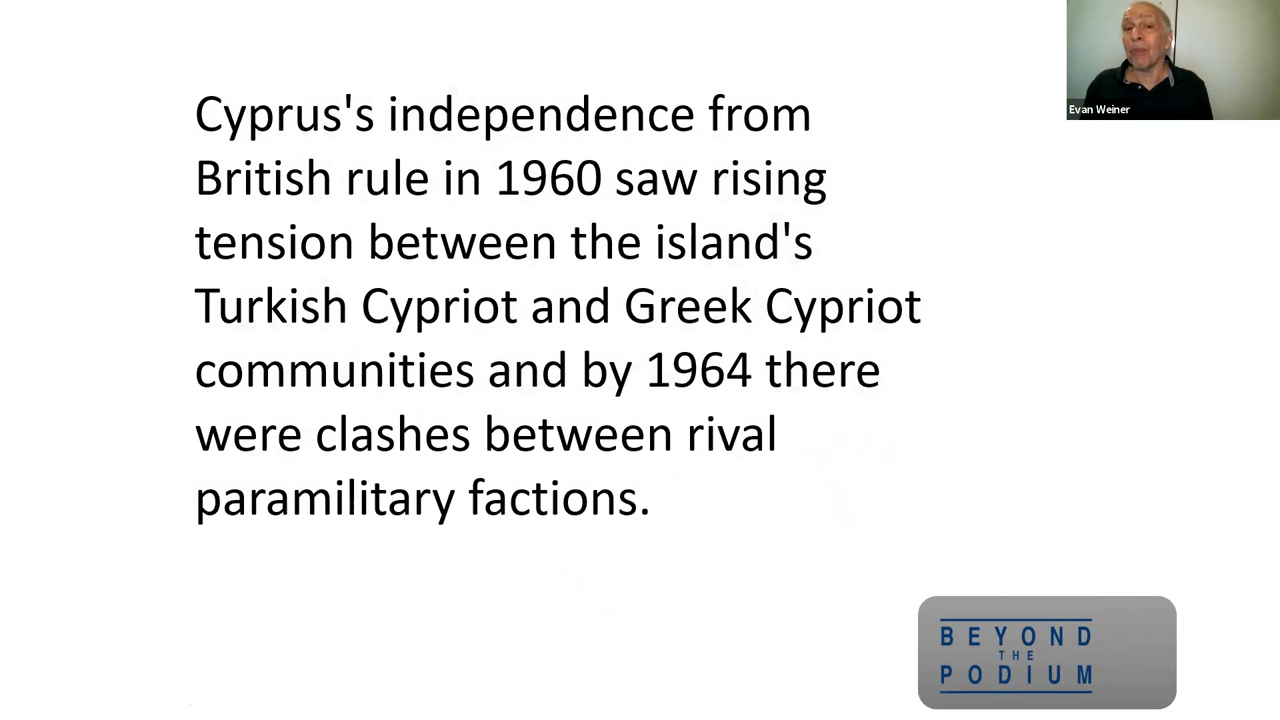 Cyprus's independence from
British rule in 1960 saw rising
tension between the island's
Turkish Cypriot and Greek Cypriot
communities and by 1964 there
were clashes between rival
paramilitary factions.
Evan Weiner
BEYOND
THE
PODIUM